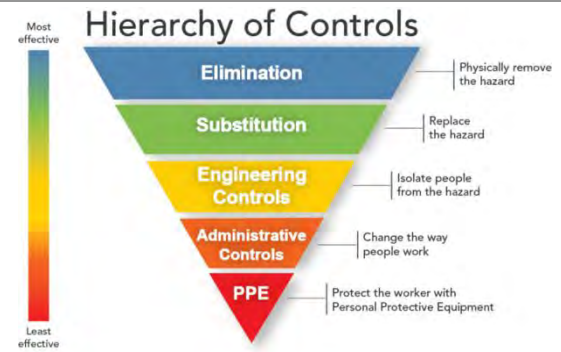 Hierarchy of Controls
Most
effective
Elimination
Physically remove
the hazard
Substitution
Replace
the hazard
Engineering
Controls
Isolate people
from the hazard
Administrative
Controls
Change the way
people work
PPE
Protect the worker with
Personal Protective Equipment
Least
effective